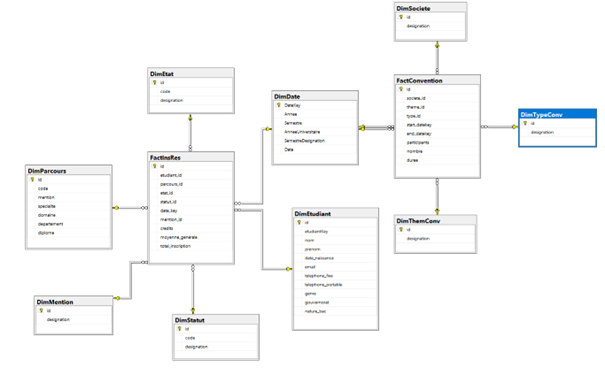 DimSociete
id
designation
DimEtat
id
code
designation
DimDate
DateKey
Annee
Semestre
AnneeUniversitaire
SemestreDesignation
Date
FactConvention
id
societe_id
theme_id
type_id
start_datekey
end_datekey
participants
nombre
duree
DimTypeConv
id
designation
DimParcours
id
code
mention
specialite
domaine
departement
diplome
FactInsRes
id
etudiant_id
parcours_id
etat_id
statut_id
date_key
mention_id
credits
moyenne_generale
total_inscription
DimEtudiant
id
etudiantKey
nom
prenom
date_naissance
email
telephone_fixe
telephone_portable
genre
gouvernorat
nature_bac
DimThemConv
id
designation
DimMention
id
designation
DimStatut
id
code
designation